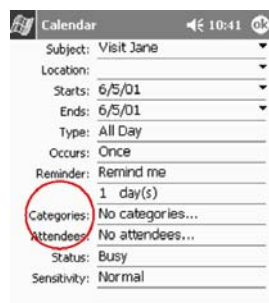 Calendar 10:41 ok
Subject: Visit Jane
Location:
Starts: 6/5/01
Ends: 6/5/01
Type: All Day
Occurs: Once
Reminder: Remind me
1 day(s)
Categories: No categories...
Attendees: No attendees...
Status: Busy
Sensitivity: Normal